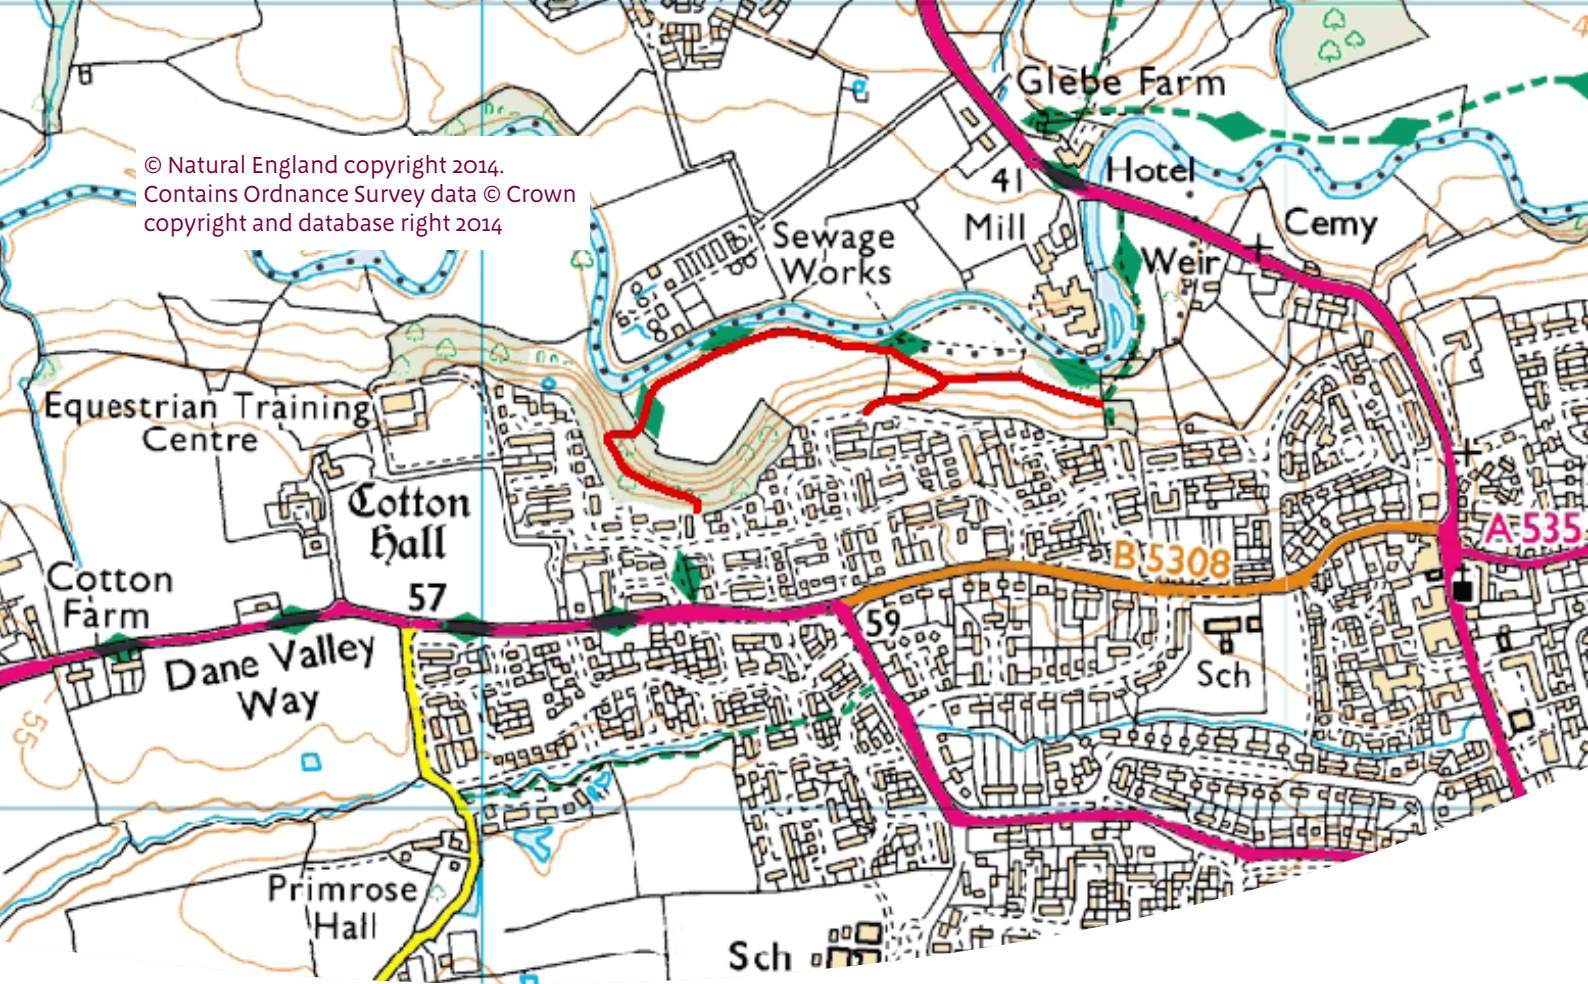 Glebe Farm
© Natural England copyright 2014.
Contains Ordnance Survey data © Crown
copyright and database right 2014
41
Hotel
Mill
Cemy
Sewage
Works
Weir
Equestrian Training
Centre
Cotton
Hall
A 535
B 5308
Cotton
Farm
57
59
Dane Valley
Way
Sch
55
Primrose
Hall
Sch